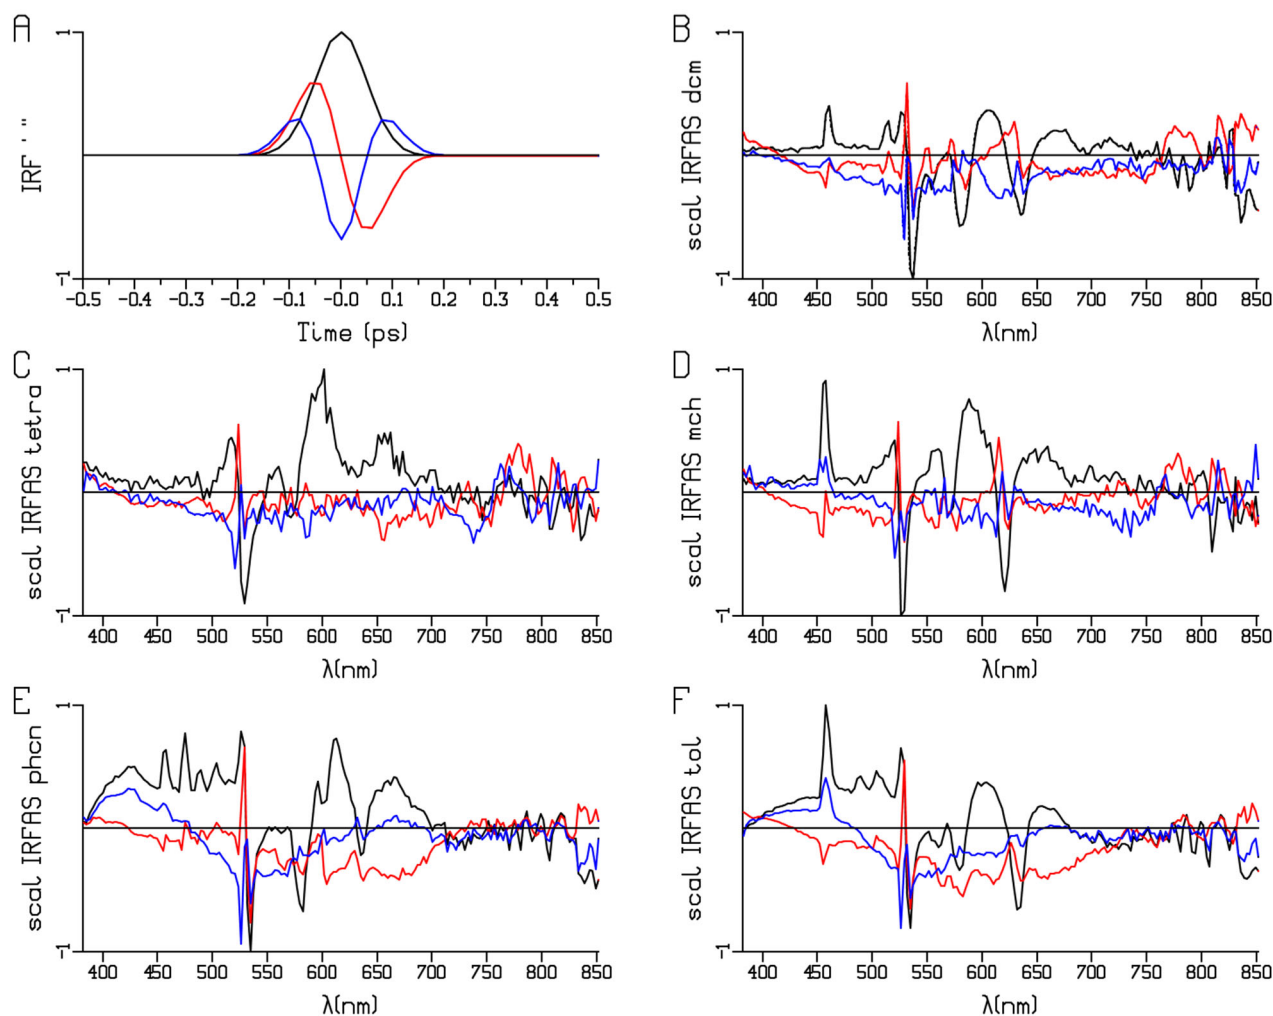 A
1
IRF ' "
-1
-0.5 -0.4 -0.3 -0.2 -0.1 -0.0 0.1 0.2 0.3 0.4 0.5
Time (ps)
B
1
scal IRFAS dcm
-1
400 450 500 550 600 650 700 750 800 850
λ(nm)
C
1
scal IRFAS tetra
-1
400 450 500 550 600 650 700 750 800 850
λ(nm)
D
1
scal IRFAS mch
-1
400 450 500 550 600 650 700 750 800 850
λ(nm)
E
1
scal IRFAS phcn
-1
400 450 500 550 600 650 700 750 800 850
λ(nm)
F
1
scal IRFAS tol
-1
400 450 500 550 600 650 700 750 800 850
λ(nm)